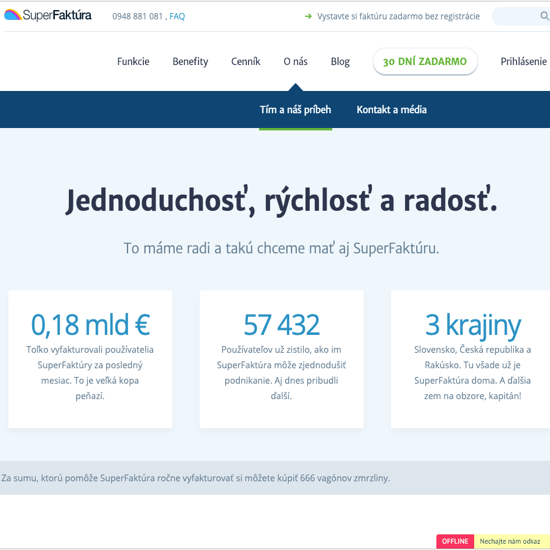 SuperFaktúra
0948 881 081 , FAQ
Vystavte si faktúru zadarmo bez registrácie
Funkcie
Benefity
Cenník
O nás
Blog
30 DNÍ ZADARMO
Prihlásenie
Tím a náš príbeh
Kontakt a média
Jednoduchosť, rýchlosť a radosť.
To máme radi a takú chceme mať aj SuperFaktúru.
0,18 mld €
Toľko vyfakturovali používatelia
SuperFaktúry za posledný
mesiac. To je veľká kopa
peňazí.
57 432
Používateľov už zistilo, ako im
SuperFaktúra môže zjednodušiť
podnikanie. Aj dnes pribudli
ďalší.
3 krajiny
Slovensko, Česká republika a
Rakúsko. Tu všade už je
SuperFaktúra doma. A ďalšia
zem na obzore, kapitán!
Za sumu, ktorú pomôže SuperFaktúra ročne vyfakturovať si môžete kúpiť 666 vagónov zmrzliny.
OFFLINE
Nechajte nám odkaz